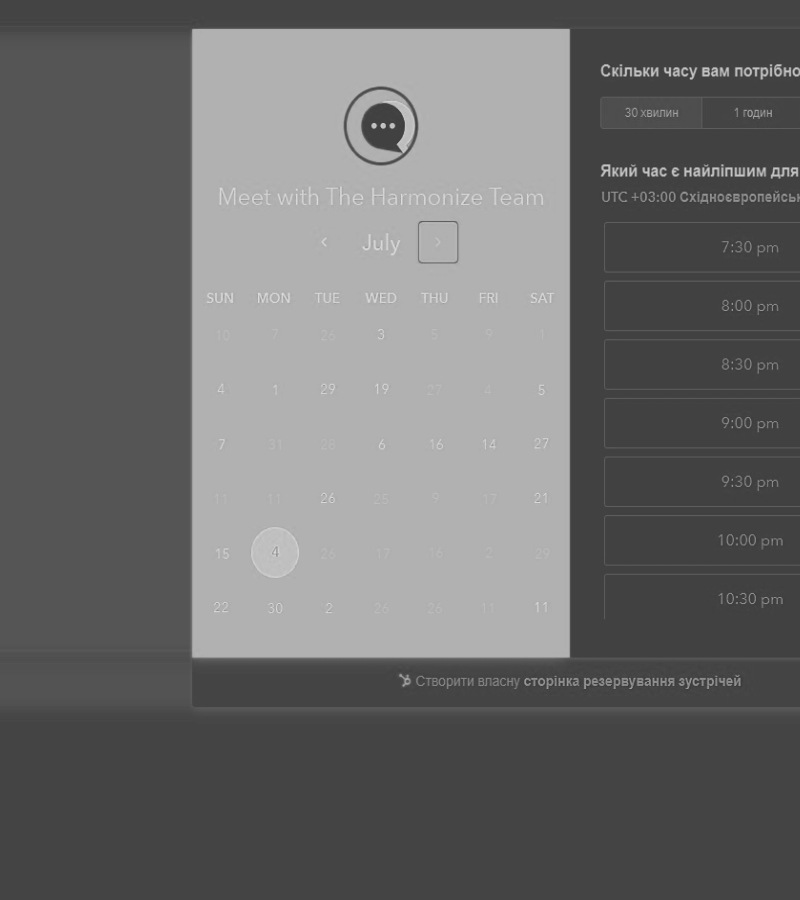 Meet with The Harmonize Team
July
SUN MON TUE WED THU FRI SAT
10 7 26 3 5 9 1
4 1 29 19 27 4 5
7 31 28 6 16 14 27
11 11 26 25 9 17 21
15 4 26 17 16 2 29
22 30 2 26 26 11 11
Скільки часу вам потрібно
30 хвилин 1 годин
Який час є найліпшим для
UTC +03:00 Східноєвропейськ
7:30 pm
8:00 pm
8:30 pm
9:00 pm
9:30 pm
10:00 pm
10:30 pm
Створити власну сторінка резервування зустрічей